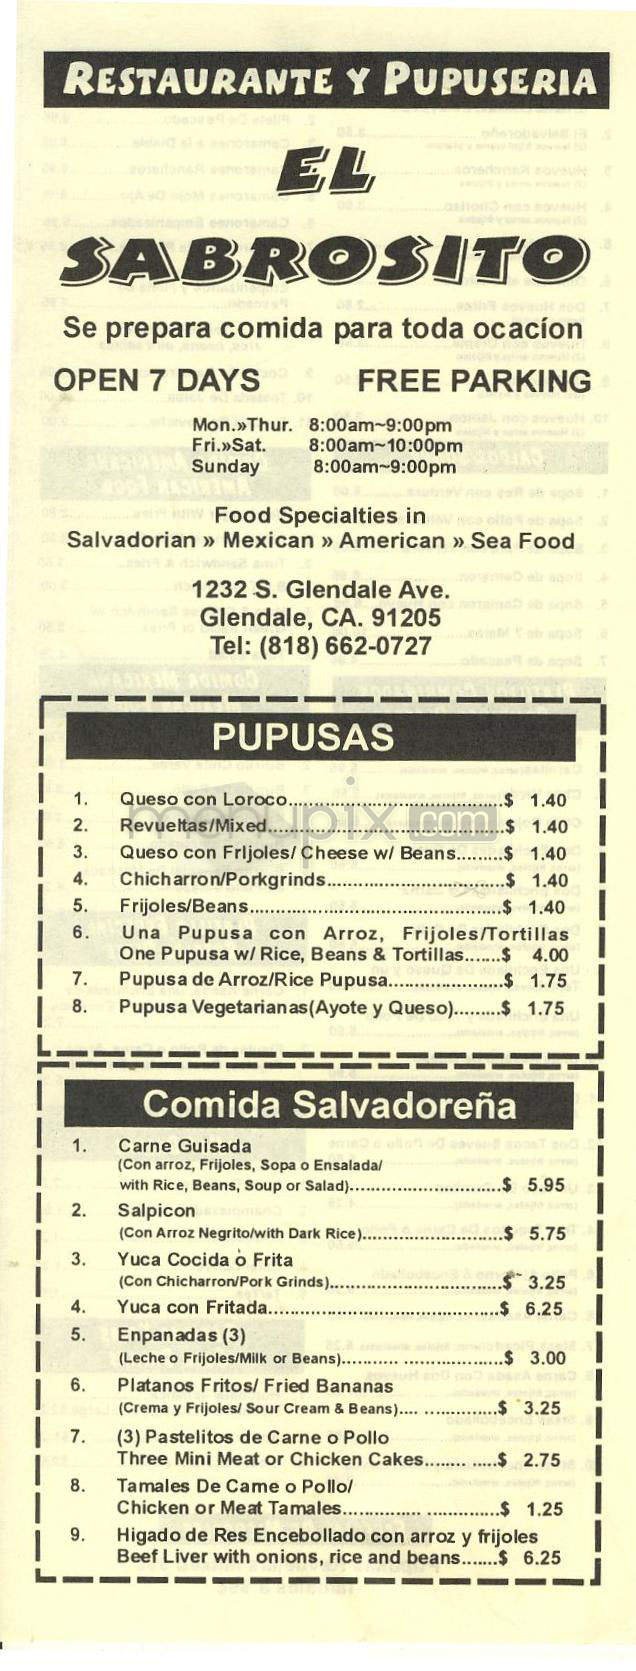 RESTAURANTE Y PUPUSERIA
EL
SABROSITO
Se prepara comida para toda ocacíon
OPEN 7 DAYS FREE PARKING
Mon.»Thur. 8:00am~9:00pm
Fri.»Sat. 8:00am~10:00pm
Sunday 8:00am~9:00pm
Food Specialties in
Salvadorian » Mexican » American » Sea Food
1232 S. Glendale Ave.
Glendale, CA. 91205
Tel: (818) 662-0727
PUPUSAS
1. Queso con Loroco..........$ 1.40
2. Revueltas/Mixed..........$ 1.40
menupix.com
3. Queso con FrIjoles/ Cheese w/ Beans..........$ 1.40
4. Chicharron/Porkgrinds..........$ 1.40
5. Frijoles/Beans..........$ 1.40
6. Una Pupusa con Arroz, Frijoles/Tortillas
One Pupusa w/ Rice, Beans & Tortillas.......$ 4.00
7. Pupusa de Arroz/Rice Pupusa..........$ 1.75
8. Pupusa Vegetarianas(Ayote y Queso).........$ 1.75
Comida Salvadoreña
1. Carne Guisada
(Con arroz, Frijoles, Sopa o Ensalada/
with Rice, Beans, Soup or Salad)..........$ 5.95
2. Salpicon
(Con Arroz Negrito/with Dark Rice)..........$ 5.75
3. Yuca Cocida ò Frita
(Con Chicharron/Pork Grinds)..........$ 3.25
4. Yuca con Fritada..........$ 6.25
5. Enpanadas (3)
(Leche o Frijoles/Milk or Beans)..........$ 3.00
6. Platanos Fritos/ Fried Bananas
(Crema y Frijoles/ Sour Cream & Beans).... ..............$ 3.25
7. (3) Pastelitos de Carne o Pollo
Three Mini Meat or Chicken Cakes....... .....$ 2.75
8. Tamales De Carne o Pollo/
Chicken or Meat Tamales..........$ 1.25
9. Higado de Res Encebollado con arroz y frijoles
Beef Liver with onions, rice and beans.......$ 6.25